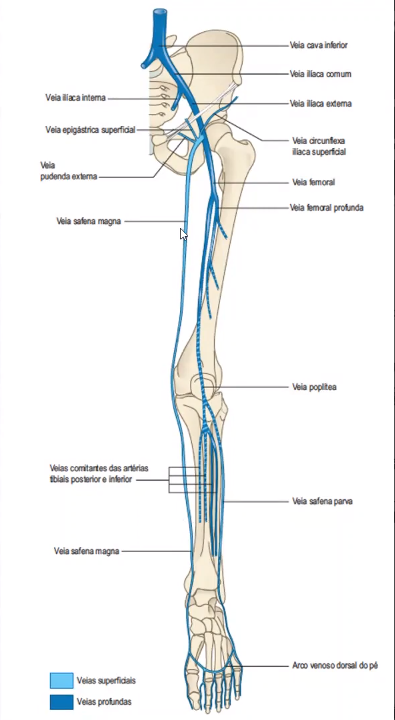 Veia cava inferior
Veia ilíaca comum
Veia ilíaca interna
Veia ilíaca externa
Veia epigástrica superficial
Veia circunflexa
ilíaca superficial
Veia
pudenda externa
Veia femoral
Veia femoral profunda
Veia safena magna
Veia poplítea
Veias comitantes das artérias
tibiais posterior e inferior
Veia safena parva
Veia safena magna
Arco venoso dorsal do pé
Veias superficiais
Veias profundas